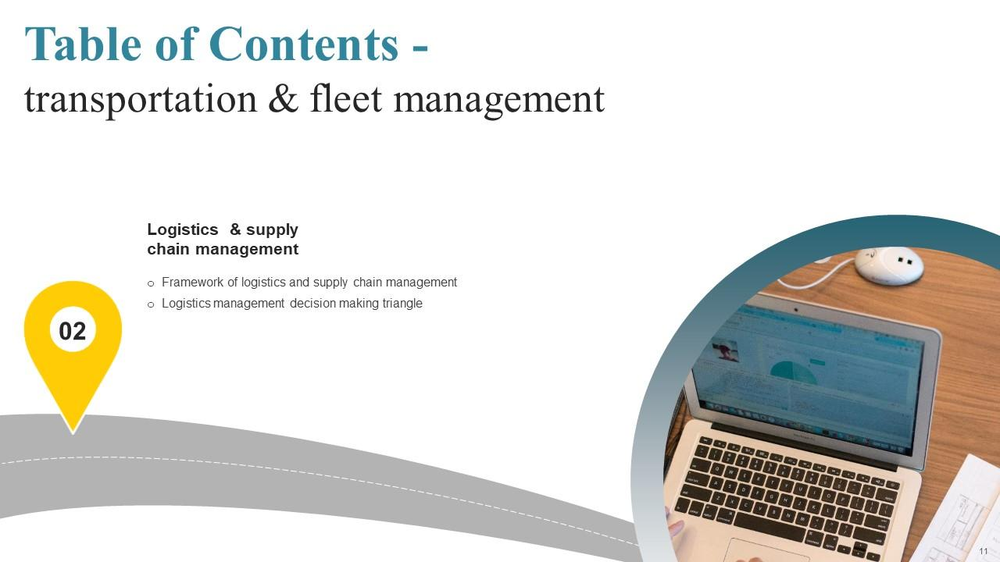 Table of Contents -
transportation & fleet management
Logistics & supply
chain management
o Framework of logistics and supply chain management
o Logistics management decision making triangle
02
11